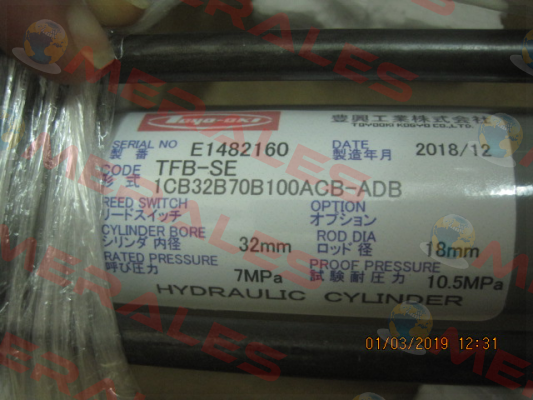 TOYO-OKI
豊興工業株式会社
TOYOOKI KOGYO CO.,LTD.
SERIAL NO
製番
E1482160
DATE
製造年月
2018/12
CODE
形式
TFB-SE
1CB32B70B100ACB-ADB
REED SWITCH
リードスイッチ
OPTION
オプション
CYLINDER BORE
シリンダ内径
32mm
ROD DIA
ロッド径
18mm
RATED PRESSURE
呼び圧力
7MPa
PROOF PRESSURE
試験耐圧力
10.5MPa
HYDRAULIC CYLINDER
01/03/2019 12:31
MERALES
MERALES
MERALES